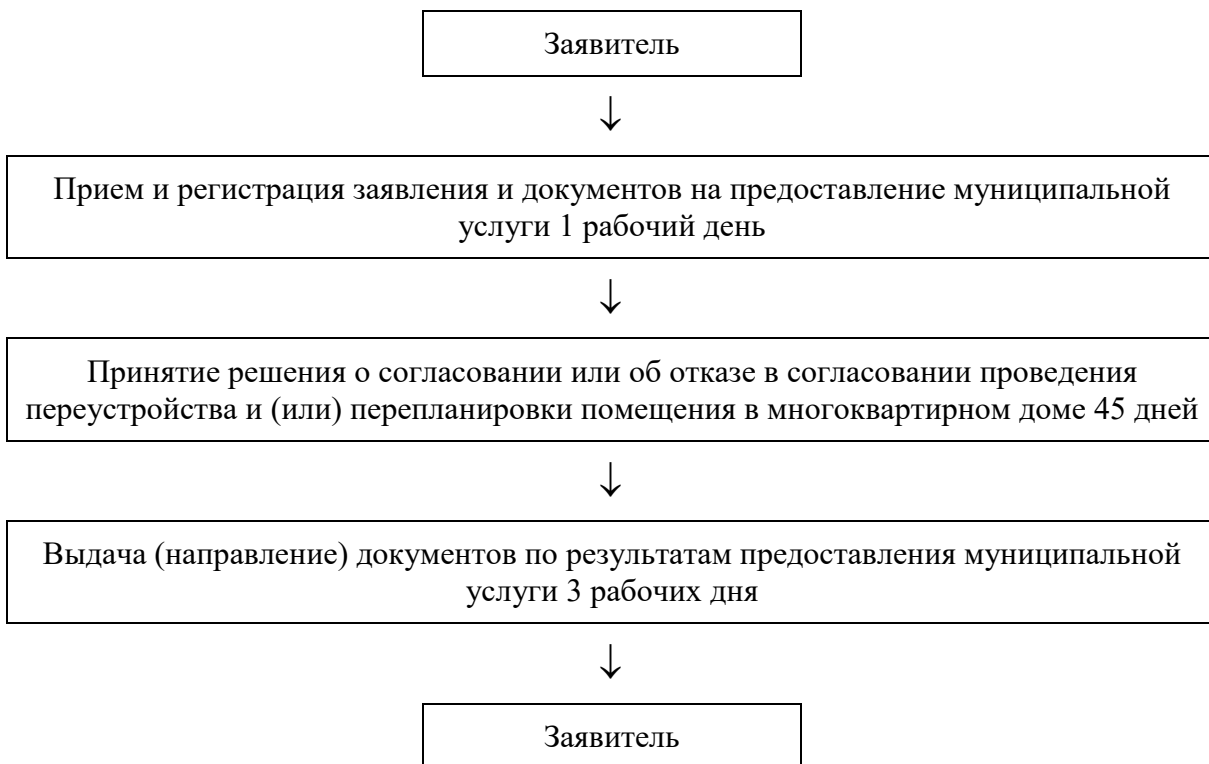 Заявитель
↓
Прием и регистрация заявления и документов на предоставление муниципальной
услуги 1 рабочий день
↓
Принятие решения о согласовании или об отказе в согласовании проведения
переустройства и (или) перепланировки помещения в многоквартирном доме 45 дней
↓
Выдача (направление) документов по результатам предоставления муниципальной
услуги 3 рабочих дня
↓
Заявитель